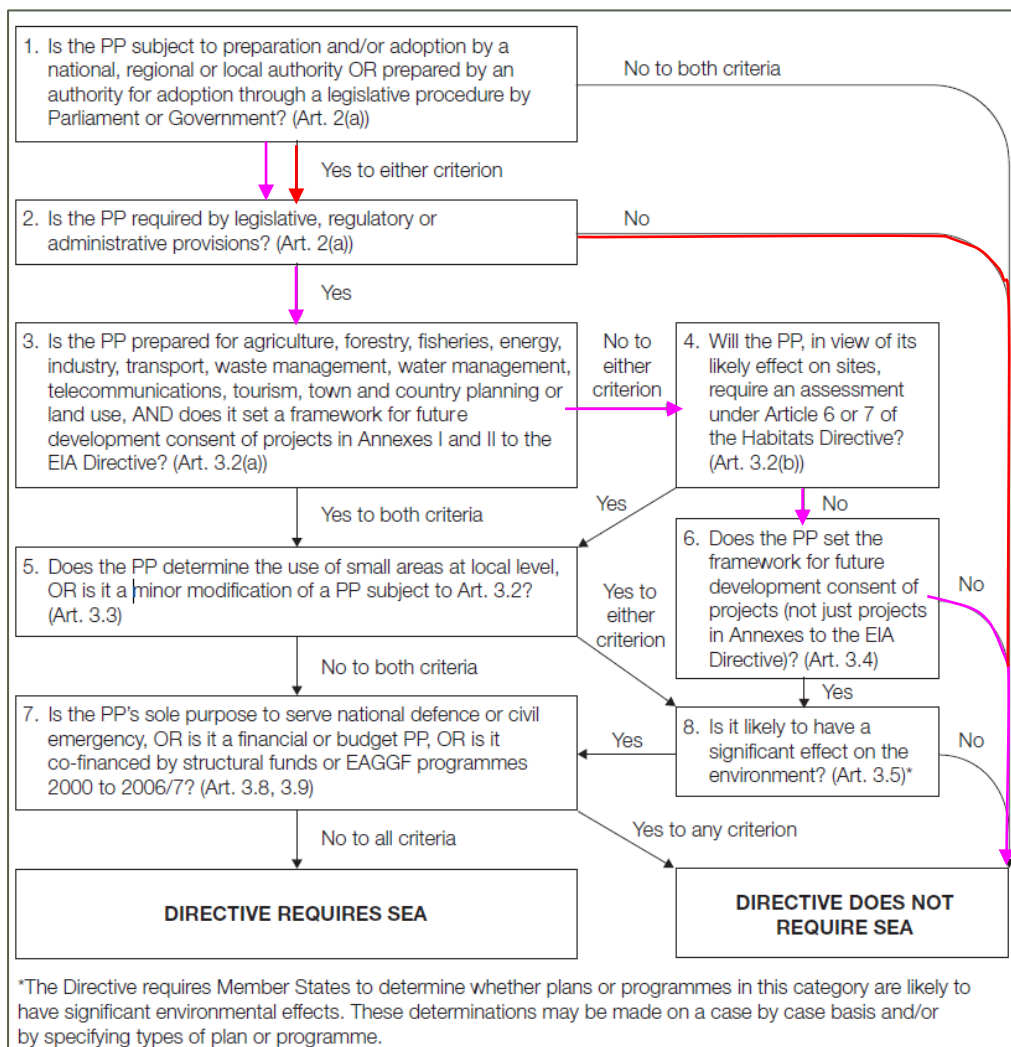 1. Is the PP subject to preparation and/or adoption by a
national, regional or local authority OR prepared by an
authority for adoption through a legislative procedure by
Parliament or Government? (Art. 2(a))
No to both criteria
Yes to either criterion
2. Is the PP required by legislative, regulatory or
administrative provisions? (Art. 2(a))
No
Yes
3. Is the PP prepared for agriculture, forestry, fisheries, energy,
industry, transport, waste management, water management,
telecommunications, tourism, town and country planning or
land use, AND does it set a framework for future
development consent of projects in Annexes I and II to the
EIA Directive? (Art. 3.2(a))
No to
either
criterion
4. Will the PP, in view of its
likely effect on sites,
require an assessment
under Article 6 or 7 of
the Habitats Directive?
(Art. 3.2(b))
Yes to both criteria
Yes
No
5. Does the PP determine the use of small areas at local level,
OR is it a minor modification of a PP subject to Art. 3.2?
(Art. 3.3)
Yes to
either
criterion
6. Does the PP set the
framework for future
development consent of
projects (not just projects
in Annexes to the EIA
Directive)? (Art. 3.4)
No
No to both criteria
Yes
7. Is the PP's sole purpose to serve national defence or civil
emergency, OR is it a financial or budget PP, OR is it
co-financed by structural funds or EAGGF programmes
2000 to 2006/7? (Art. 3.8, 3.9)
Yes
8. Is it likely to have a
significant effect on the
environment? (Art. 3.5)*
No
No to all criteria
Yes to any criterion
DIRECTIVE REQUIRES SEA
DIRECTIVE DOES NOT
REQUIRE SEA
*The Directive requires Member States to determine whether plans or programmes in this category are likely to
have significant environmental effects. These determinations may be made on a case by case basis and/or
by specifying types of plan or programme.